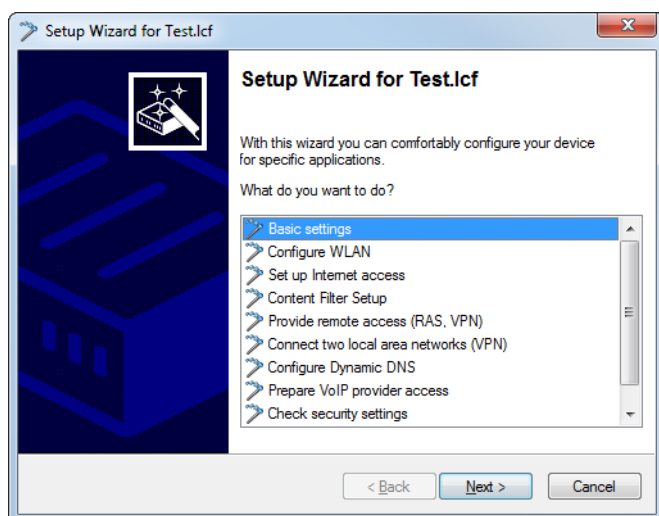 Setup Wizard for Test.lcf
Setup Wizard for Test.lcf
With this wizard you can comfortably configure your device
for specific applications.
What do you want to do?
Basic settings
Configure WLAN
Set up Internet access
Content Filter Setup
Provide remote access (RAS, VPN)
Connect two local area networks (VPN)
Configure Dynamic DNS
Prepare VoIP provider access
Check security settings
< Back Next > Cancel